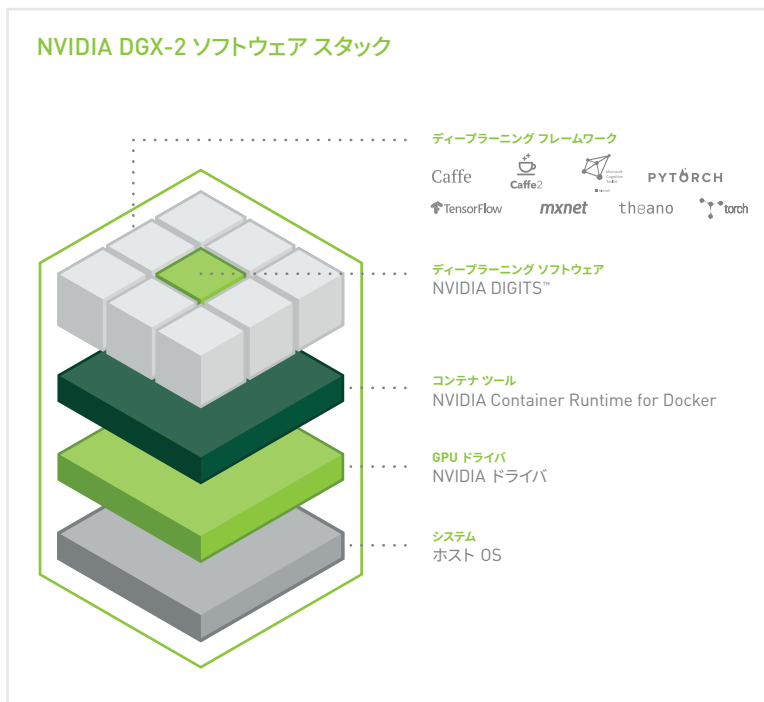 NVIDIA DGX-2 ソフトウェア スタック
ディープラーニング フレームワーク
Caffe
Caffe2
Microsoft
Cognitive
Toolkit
Microsoft
PYTORCH
TensorFlow
mxnet
theano
torch
ディープラーニング ソフトウェア
NVIDIA DIGITS™
コンテナ ツール
NVIDIA Container Runtime for Docker
GPU ドライバ
NVIDIA ドライバ
システム
ホスト OS